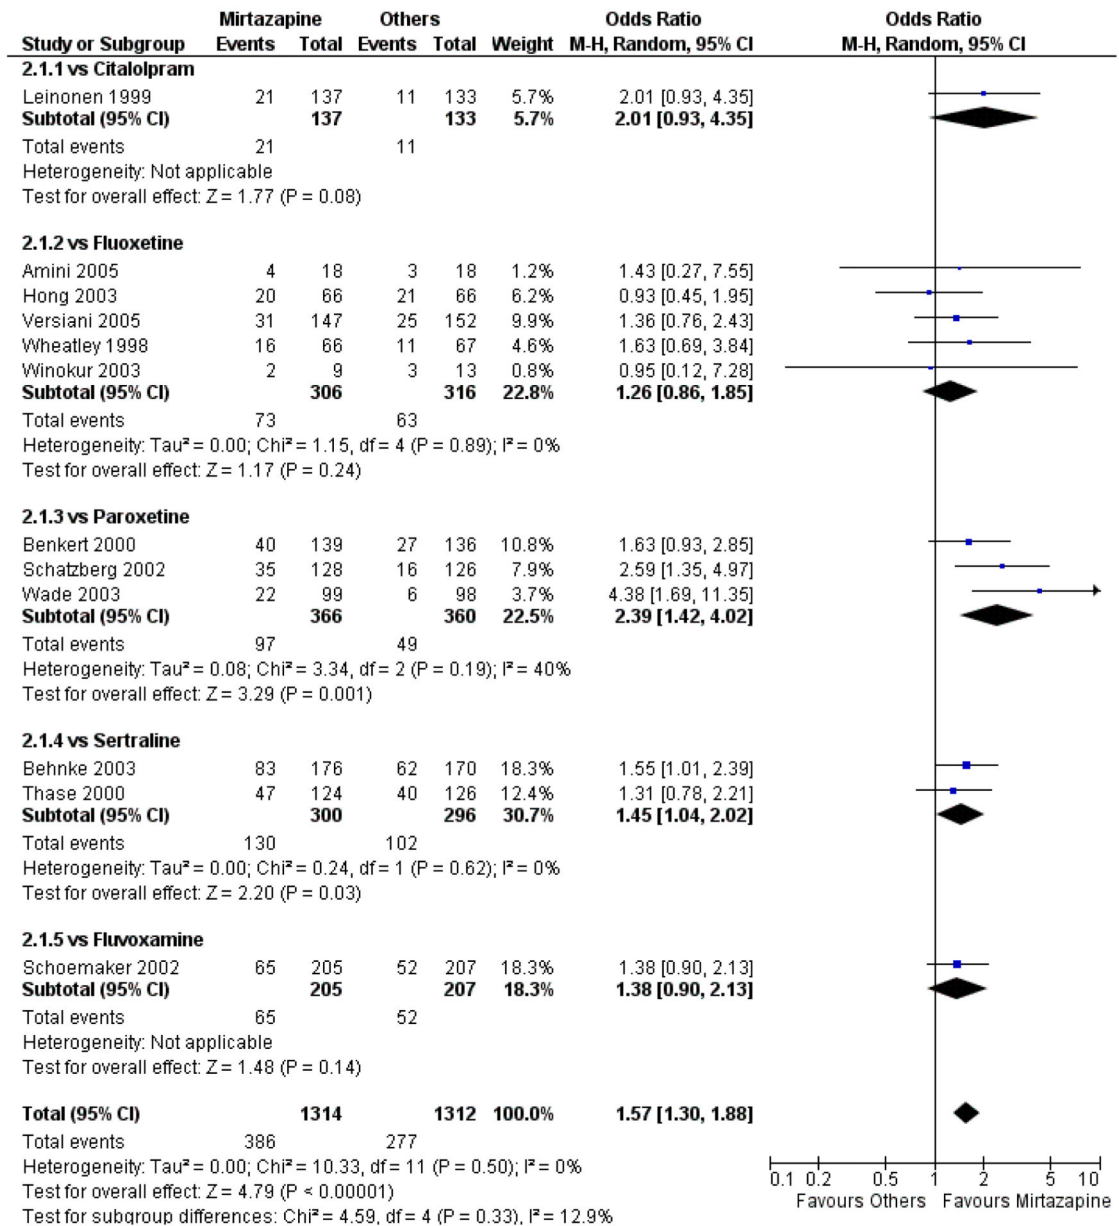 Mirtazapine Others Odds Ratio Odds Ratio
Study or Subgroup Events Total Events Total Weight M-H, Random, 95% CI M-H, Random, 95% CI
2.1.1 vs Citalolpram
Leinonen 1999 21 137 11 133 5.7% 2.01 [0.93, 4.35]
Subtotal (95% CI) 137 133 5.7% 2.01 [0.93, 4.35]
Total events 21 11
Heterogeneity: Not applicable
Test for overall effect: Z = 1.77 (P = 0.08)
2.1.2 vs Fluoxetine
Amini 2005 4 18 3 18 1.2% 1.43 [0.27, 7.55]
Hong 2003 20 66 21 66 6.2% 0.93 [0.45, 1.95]
Versiani 2005 31 147 25 152 9.9% 1.36 [0.76, 2.43]
Wheatley 1998 16 66 11 67 4.6% 1.63 [0.69, 3.84]
Winokur 2003 2 9 3 13 0.8% 0.95 [0.12, 7.28]
Subtotal (95% CI) 306 316 22.8% 1.26 [0.86, 1.85]
Total events 73 63
Heterogeneity: Tau² = 0.00; Chi² = 1.15, df = 4 (P = 0.89); I² = 0%
Test for overall effect: Z = 1.17 (P = 0.24)
2.1.3 vs Paroxetine
Benkert 2000 40 139 27 136 10.8% 1.63 [0.93, 2.85]
Schatzberg 2002 35 128 16 126 7.9% 2.59 [1.35, 4.97]
Wade 2003 22 99 6 98 3.7% 4.38 [1.69, 11.35]
Subtotal (95% CI) 366 360 22.5% 2.39 [1.42, 4.02]
Total events 97 49
Heterogeneity: Tau² = 0.08; Chi² = 3.34, df = 2 (P = 0.19); I² = 40%
Test for overall effect: Z = 3.29 (P = 0.001)
2.1.4 vs Sertraline
Behnke 2003 83 176 62 170 18.3% 1.55 [1.01, 2.39]
Thase 2000 47 124 40 126 12.4% 1.31 [0.78, 2.21]
Subtotal (95% CI) 300 296 30.7% 1.45 [1.04, 2.02]
Total events 130 102
Heterogeneity: Tau² = 0.00; Chi² = 0.24, df = 1 (P = 0.62); I² = 0%
Test for overall effect: Z = 2.20 (P = 0.03)
2.1.5 vs Fluvoxamine
Schoemaker 2002 65 205 52 207 18.3% 1.38 [0.90, 2.13]
Subtotal (95% CI) 205 207 18.3% 1.38 [0.90, 2.13]
Total events 65 52
Heterogeneity: Not applicable
Test for overall effect: Z = 1.48 (P = 0.14)
Total (95% CI) 1314 1312 100.0% 1.57 [1.30, 1.88]
Total events 386 277
Heterogeneity: Tau² = 0.00; Chi² = 10.33, df = 11 (P = 0.50); I² = 0%
Test for overall effect: Z = 4.79 (P < 0.00001)
Test for subgroup differences: Chi² = 4.59, df = 4 (P = 0.33), I² = 12.9%
0.1 0.2 0.5 1 2 5 10
Favours Others Favours Mirtazapine